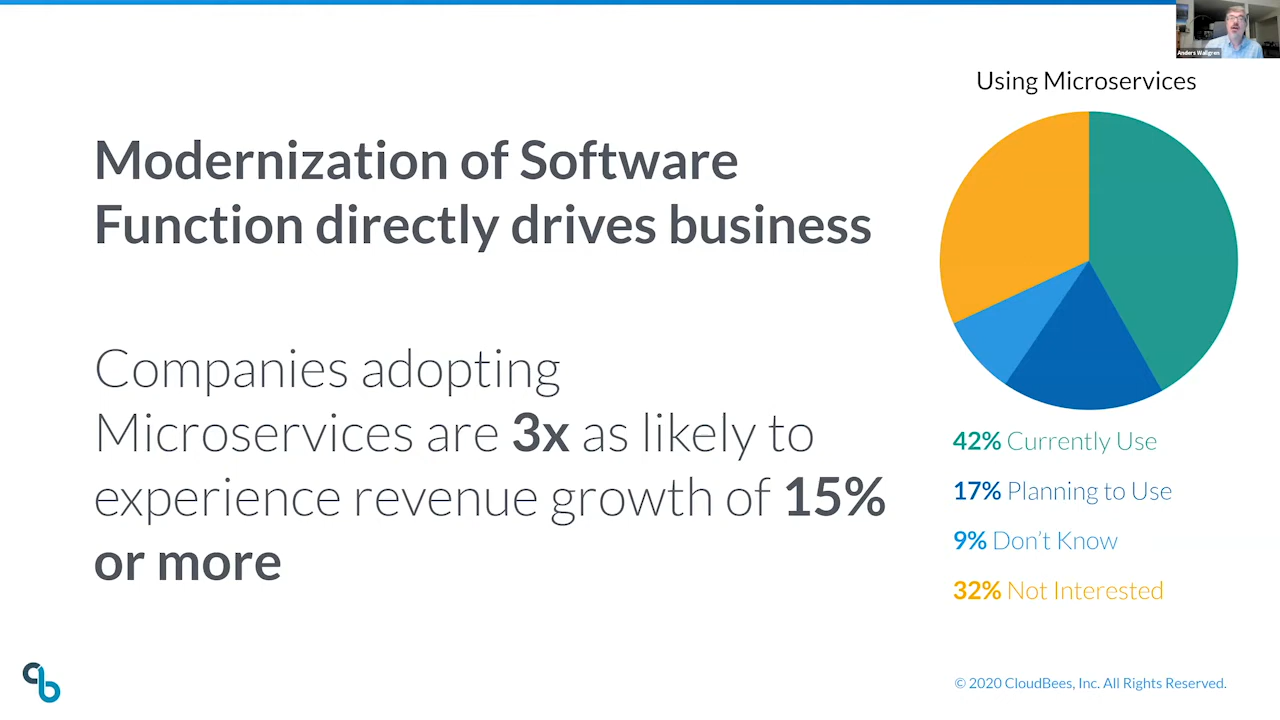 Anders Wallgren
Using Microservices
Modernization of Software
Function directly drives business
Companies adopting
Microservices are 3x as likely to
experience revenue growth of 15%
or more
42% Currently Use
17% Planning to Use
9% Don’t Know
32% Not Interested
© 2020 CloudBees, Inc. All Rights Reserved.